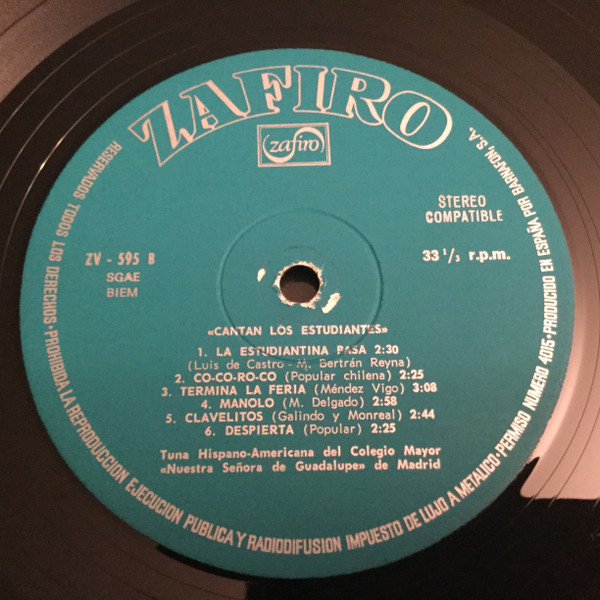 ZAFIRO
zafiro
STEREO
COMPATIBLE
ZV - 595 B
SGAE
BIEM
33 1/3 r.p.m.
«CANTAN LOS ESTUDIANTES»
1. LA ESTUDIANTINA PASA 2:30
(Luis de Castro - M. Bertrán Reyna)
2. CO-CO-RO-CO (Popular chilena) 2:25
3. TERMINA LA FERIA (Méndez Vigo) 3:08
4. MANOLO (M. Delgado) 2:58
5. CLAVELITOS (Galindo y Monreal) 2:44
6. DESPIERTA (Popular) 2:25
Tuna Hispano-Americana del Colegio Mayor
«Nuestra Señora de Guadalupe» de Madrid
RESERVADOS TODOS LOS DERECHOS · PROHIBIDA LA REPRODUCCION EJECUCION PUBLICA Y RADIODIFUSION IMPUESTO DE LUJO A METALICO · PERMISO NUMERO 4015 · PRODUCIDO EN ESPAÑA POR BARNAFON, S.A.